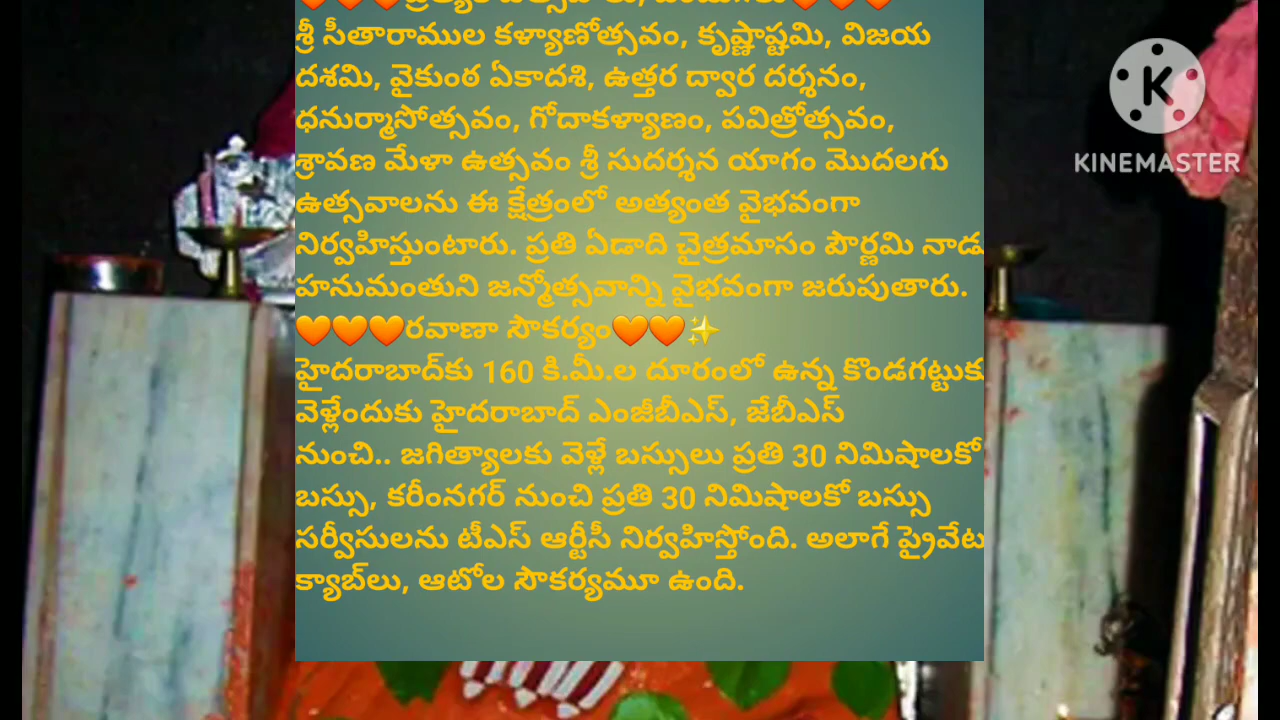 శ్రీ సీతారాముల కళ్యాణోత్సవం, కృష్ణాష్టమి, విజయ
దశమి, వైకుంఠ ఏకాదశి, ఉత్తర ద్వార దర్శనం,
ధనుర్మాసోత్సవం, గోదాకళ్యాణం, పవిత్రోత్సవం,
శ్రావణ మేళా ఉత్సవం శ్రీ సుదర్శన యాగం మొదలగు
ఉత్సవాలను ఈ క్షేత్రంలో అత్యంత వైభవంగా
నిర్వహిస్తుంటారు. ప్రతి ఏడాది చైత్రమాసం పౌర్ణమి నాడు
హనుమంతుని జన్మోత్సవాన్ని వైభవంగా జరుపుతారు.
🧡🧡🧡రవాణా సౌకర్యం🧡🧡✨
హైదరాబాద్‌కు 160 కి.మీ.ల దూరంలో ఉన్న కొండగట్టుకు
వెళ్లేందుకు హైదరాబాద్ ఎంజీబీఎస్, జేబీఎస్
నుంచి.. జగిత్యాలకు వెళ్లే బస్సులు ప్రతి 30 నిమిషాలకో
బస్సు, కరీంనగర్ నుంచి ప్రతి 30 నిమిషాలకో బస్సు
సర్వీసులను టీఎస్ ఆర్టీసీ నిర్వహిస్తోంది. అలాగే ప్రైవేట
క్యాబ్‌లు, ఆటోల సౌకర్యమూ ఉంది.
KINEMASTER